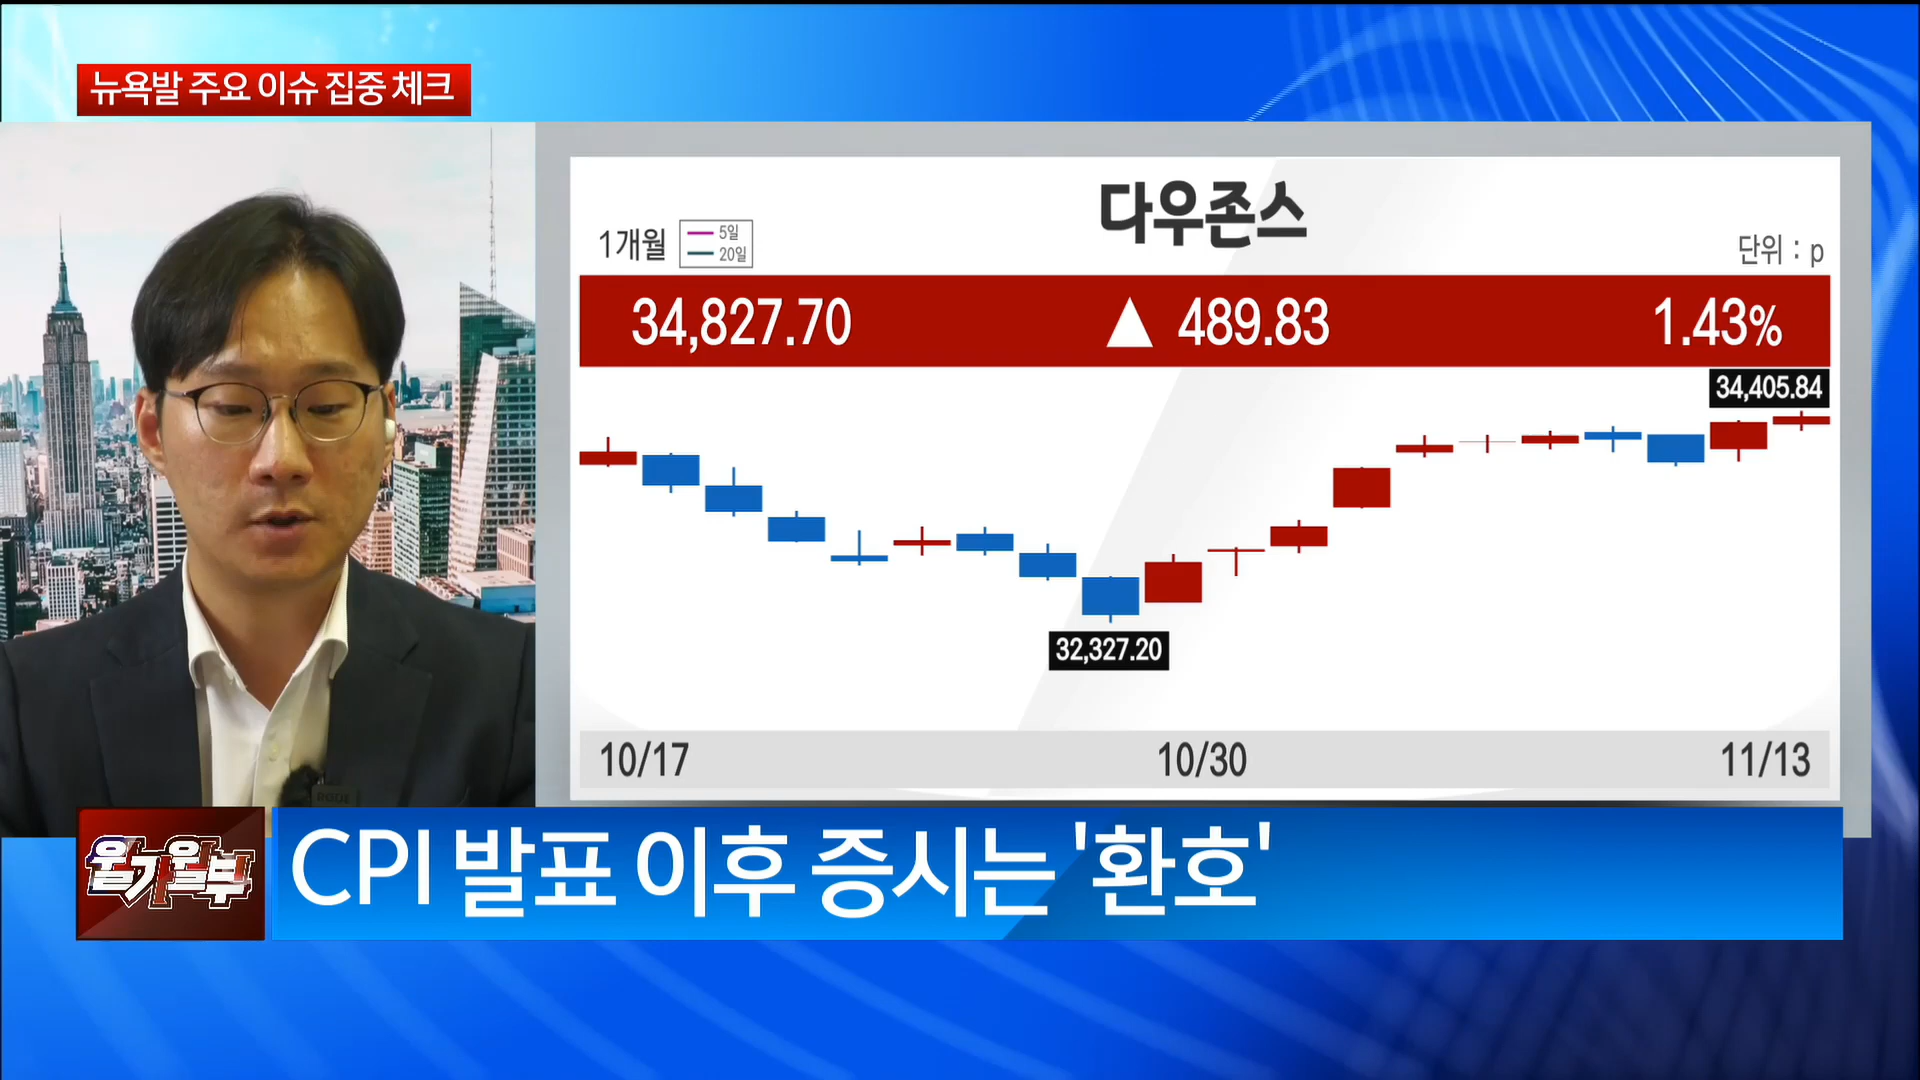 뉴욕발 주요 이슈 집중 체크
다우존스
1개월
5일
20일
단위 : p
34,827.70 ▲ 489.83 1.43%
34,405.84
32,327.20
10/17 10/30 11/13
월가월부
CPI 발표 이후 증시는 '환호'